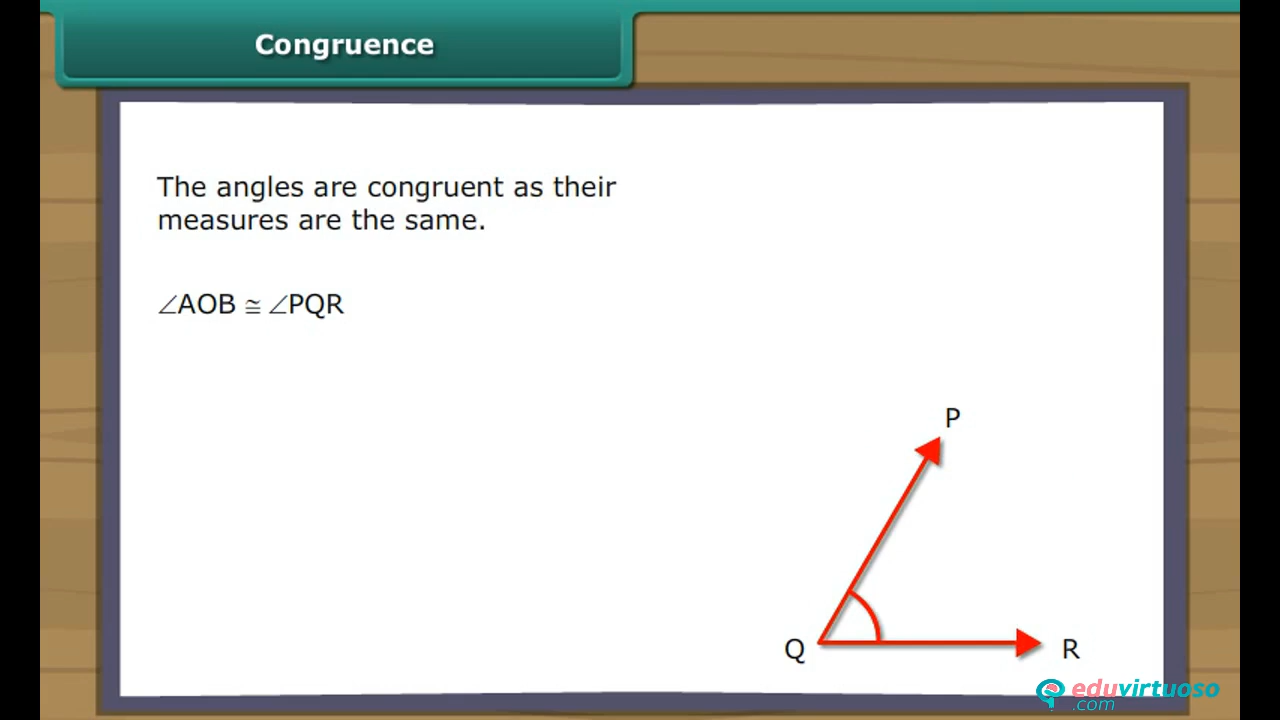 Congruence
The angles are congruent as their
measures are the same.
∠AOB ≅ ∠PQR
P
Q
R
eduvirtuoso
.com